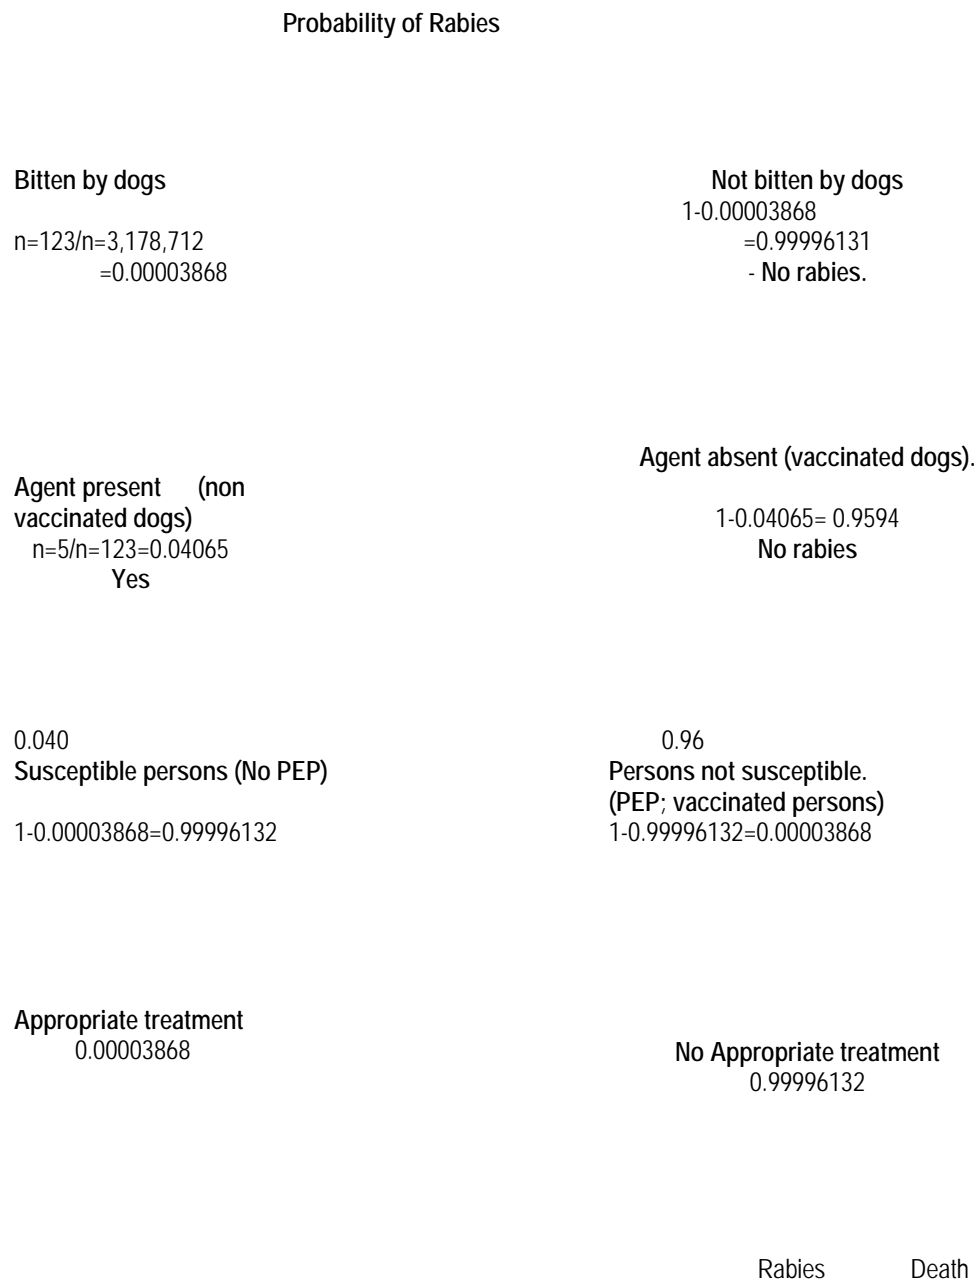 Probability of Rabies
Bitten by dogs
n=123/n=3,178,712
=0.00003868
Not bitten by dogs
1-0.00003868
=0.99996131
- No rabies.
Agent present (non
vaccinated dogs)
n=5/n=123=0.04065
Yes
Agent absent (vaccinated dogs).
1-0.04065= 0.9594
No rabies
0.040
Susceptible persons (No PEP)
1-0.00003868=0.99996132
0.96
Persons not susceptible.
(PEP; vaccinated persons)
1-0.99996132=0.00003868
Appropriate treatment
0.00003868
No Appropriate treatment
0.99996132
Rabies Death